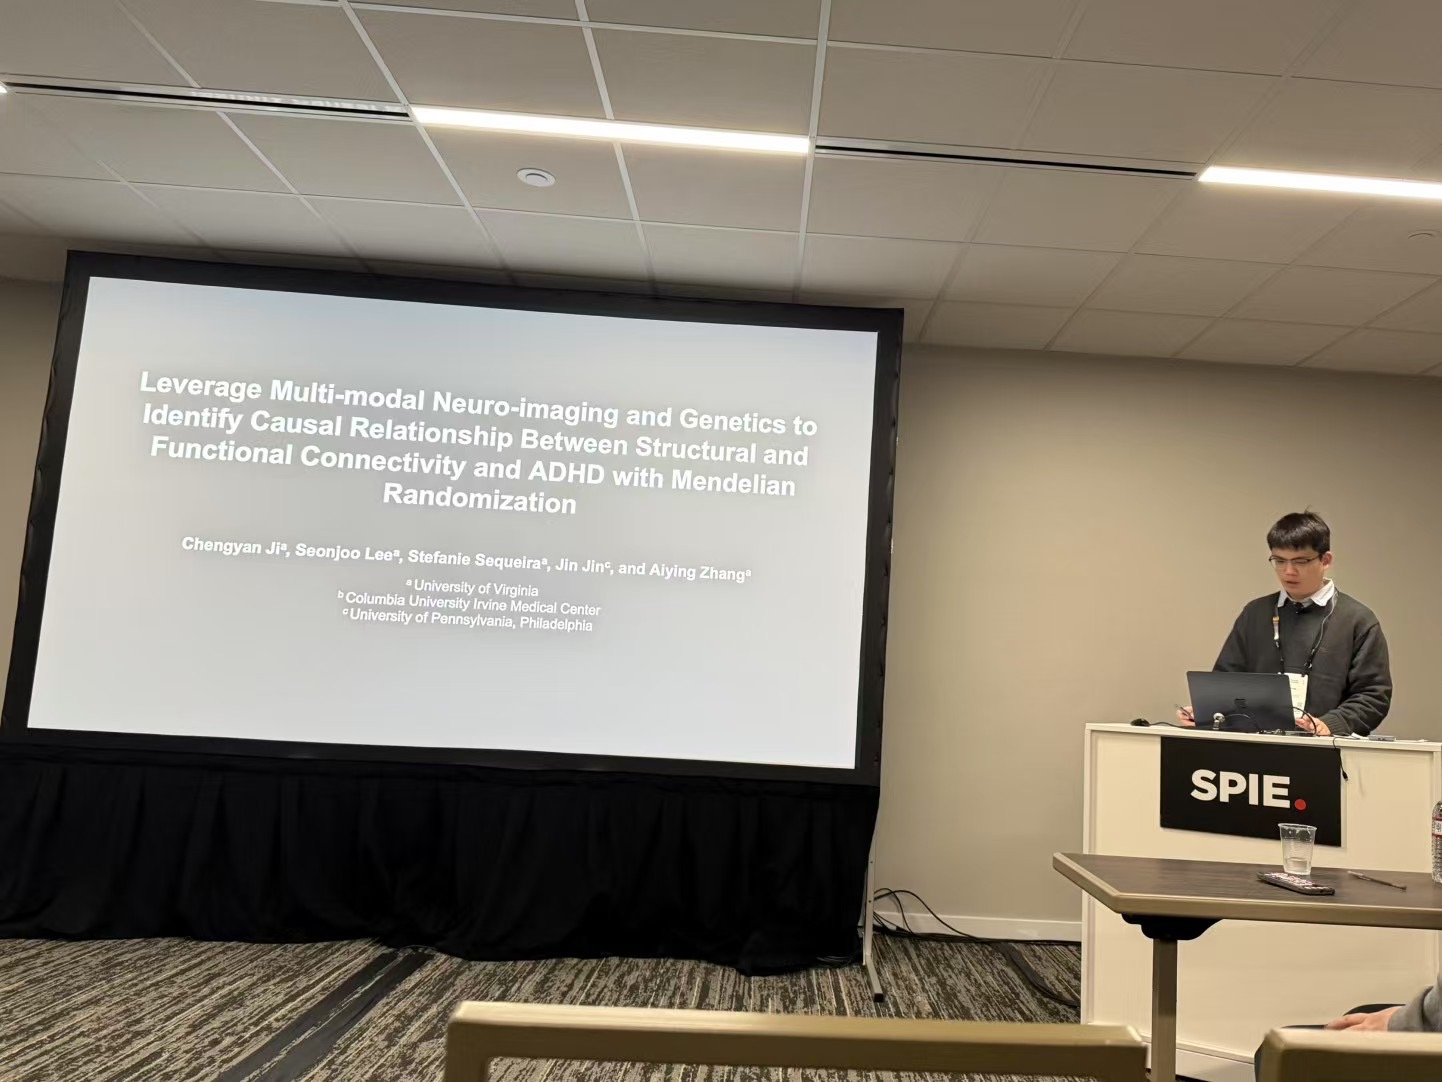 Leverage Multi-modal Neuro-imaging and Genetics to
Identify Causal Relationship Between Structural and
Functional Connectivity and ADHD with Mendelian
Randomization
Chengyan Jiᵃ, Seonjoo Leeᵃ, Stefanie Sequeiraᵃ, Jin Jinᶜ, and Aiying Zhangᵃ
ᵃ University of Virginia
ᵇ Columbia University Irvine Medical Center
ᶜ University of Pennsylvania, Philadelphia
SPIE.